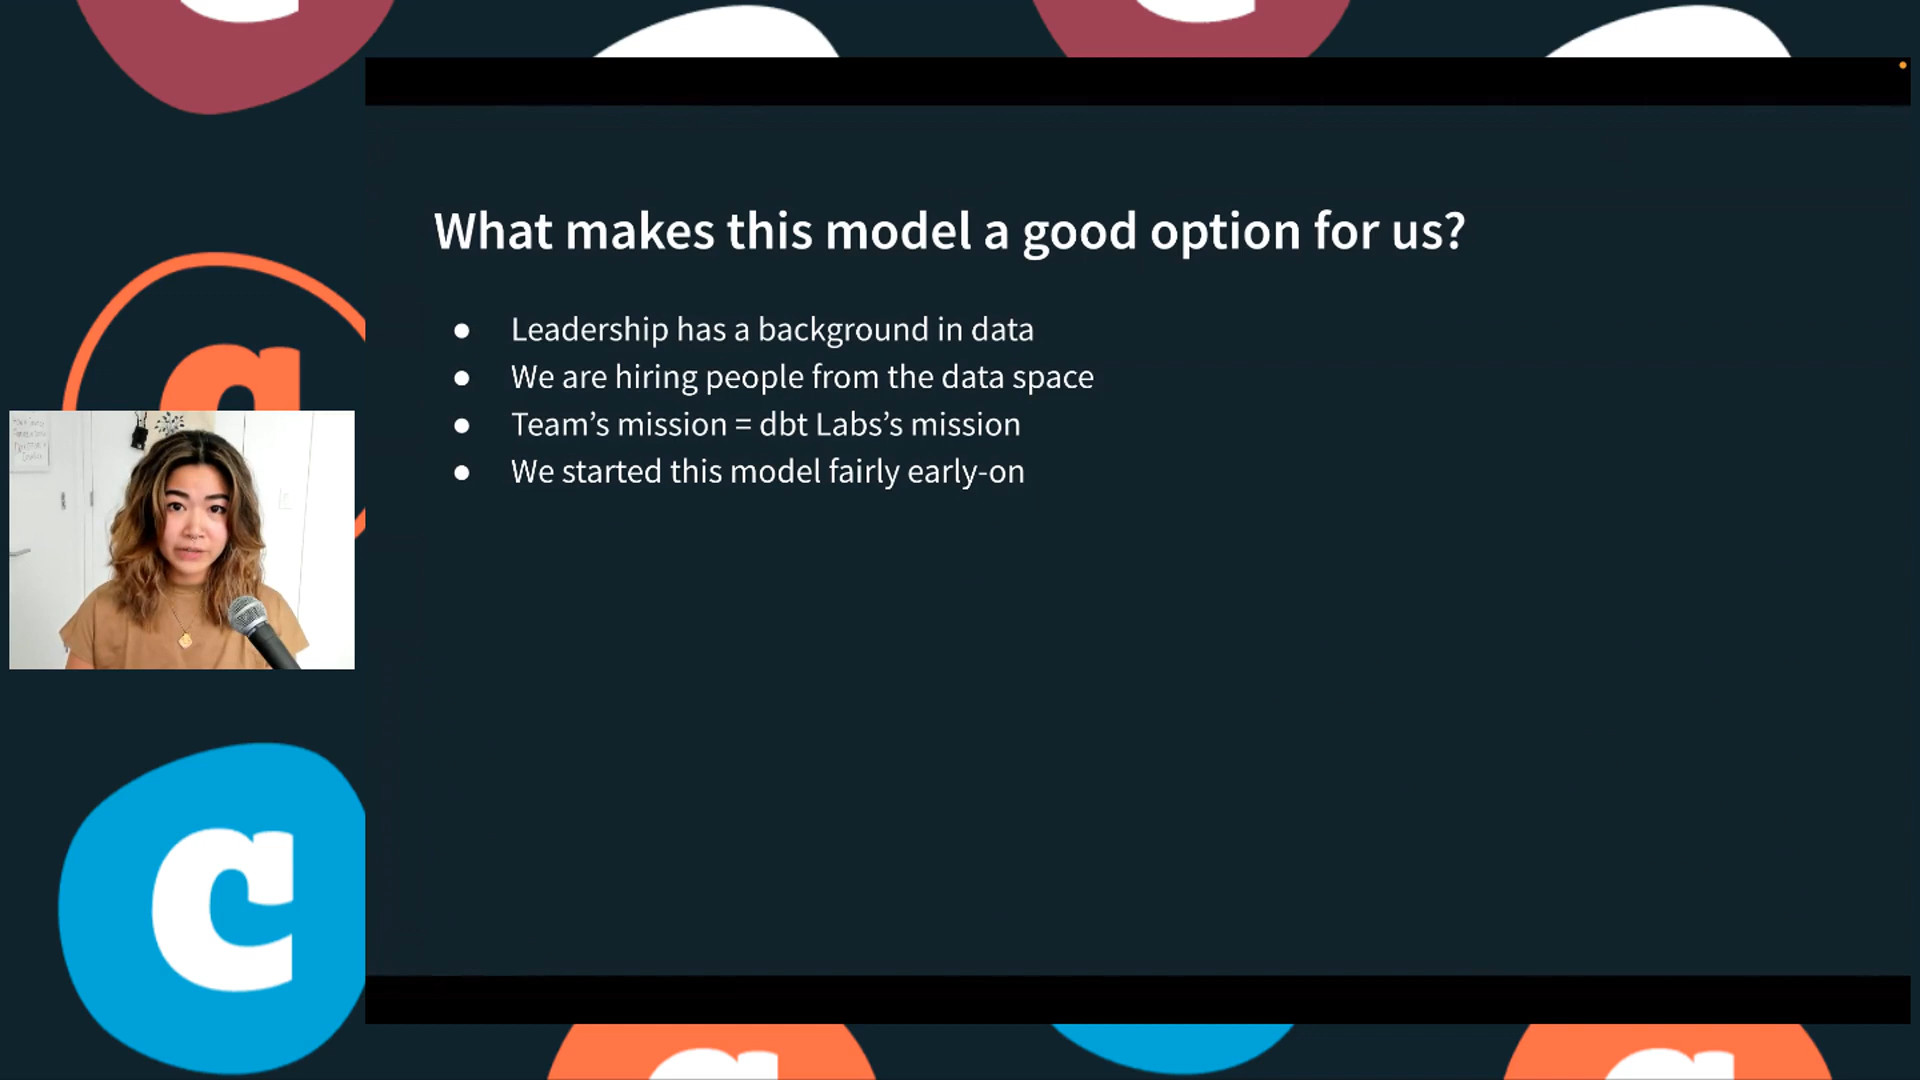 What makes this model a good option for us?
● Leadership has a background in data
● We are hiring people from the data space
● Team’s mission = dbt Labs’s mission
● We started this model fairly early-on
a
c